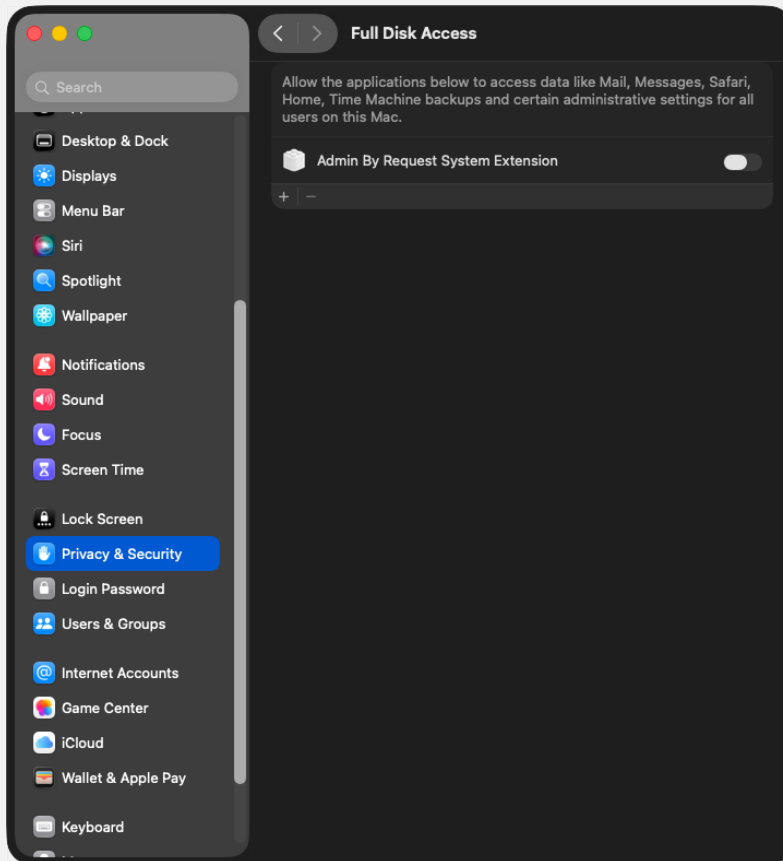 Full Disk Access
Search
Desktop & Dock
Displays
Menu Bar
Siri
Spotlight
Wallpaper
Notifications
Sound
Focus
Screen Time
Lock Screen
Privacy & Security
Login Password
Users & Groups
Internet Accounts
Game Center
iCloud
Wallet & Apple Pay
Keyboard
Allow the applications below to access data like Mail, Messages, Safari,
Home, Time Machine backups and certain administrative settings for all
users on this Mac.
Admin By Request System Extension